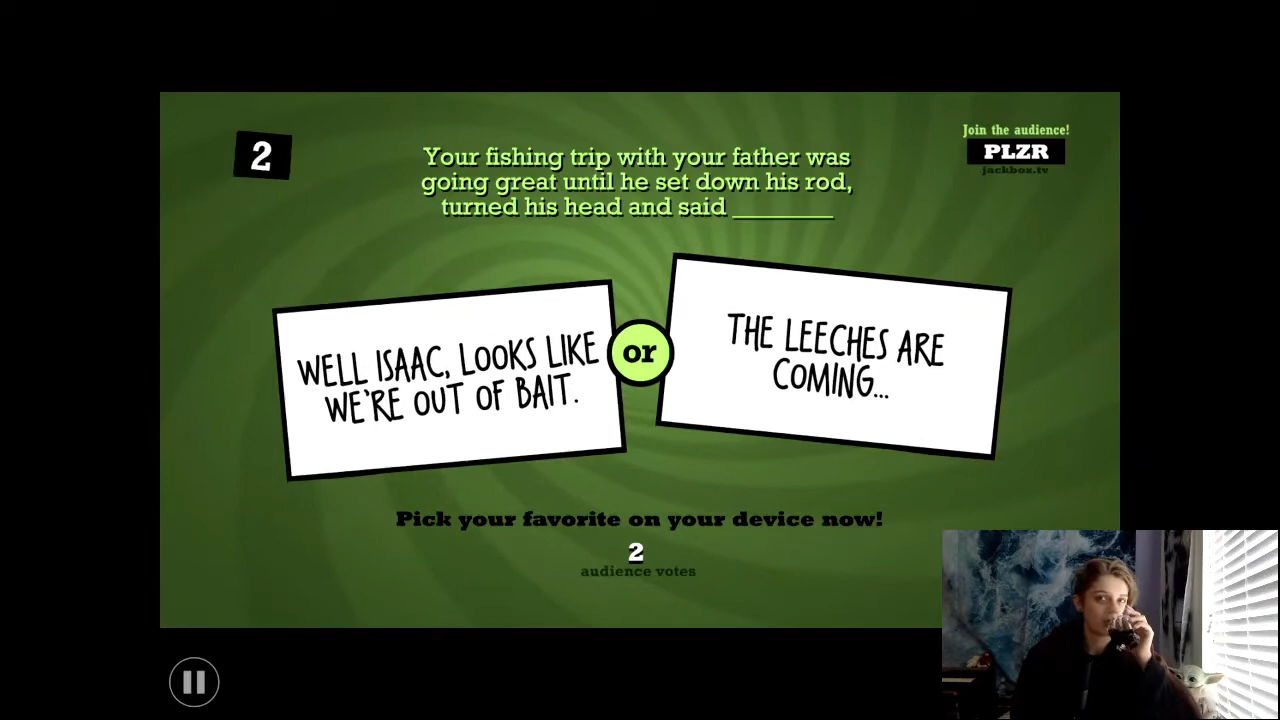 2
Your fishing trip with your father was
going great until he set down his rod,
turned his head and said ________
Join the audience!
PLZR
jackbox.tv
WELL ISAAC, LOOKS LIKE
WE'RE OUT OF BAIT.
or
THE LEECHES ARE
COMING...
Pick your favorite on your device now!
2
audience votes